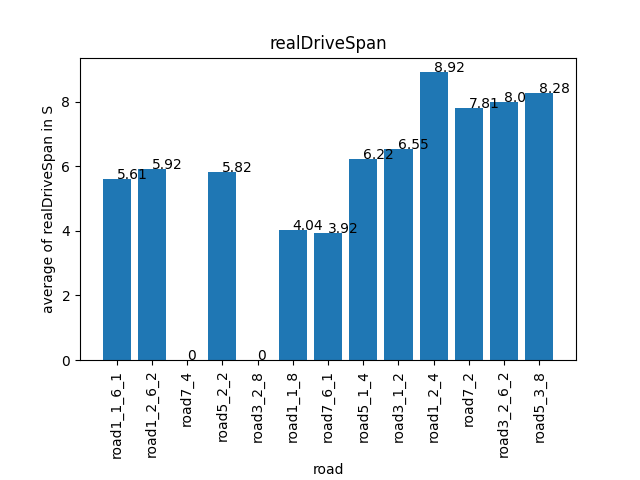 realDriveSpan
average of realDriveSpan in S
8
6
4
2
0
5.61
5.92
0
5.82
0
4.04
3.92
6.22
6.55
8.92
7.81
8.0
8.28
road1_1_6_1
road1_2_6_2
road7_4
road5_2_2
road3_2_8
road1_1_8
road7_6_1
road5_1_4
road3_1_2
road1_2_4
road7_2
road3_2_6_2
road5_3_8
road